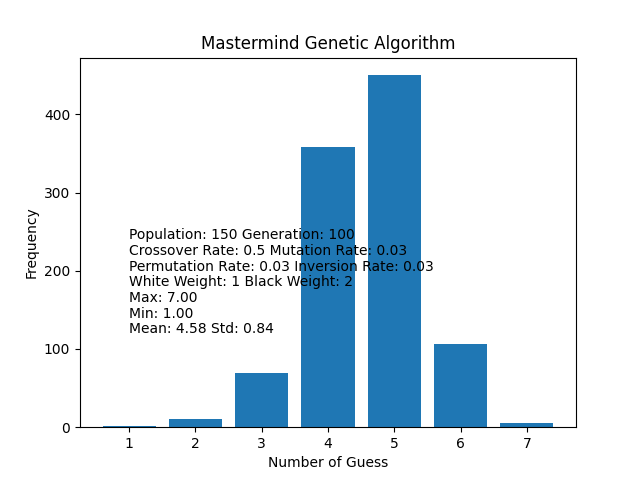 Mastermind Genetic Algorithm
400
300
200
100
0
Frequency
Population: 150 Generation: 100
Crossover Rate: 0.5 Mutation Rate: 0.03
Permutation Rate: 0.03 Inversion Rate: 0.03
White Weight: 1 Black Weight: 2
Max: 7.00
Min: 1.00
Mean: 4.58 Std: 0.84
1 2 3 4 5 6 7
Number of Guess